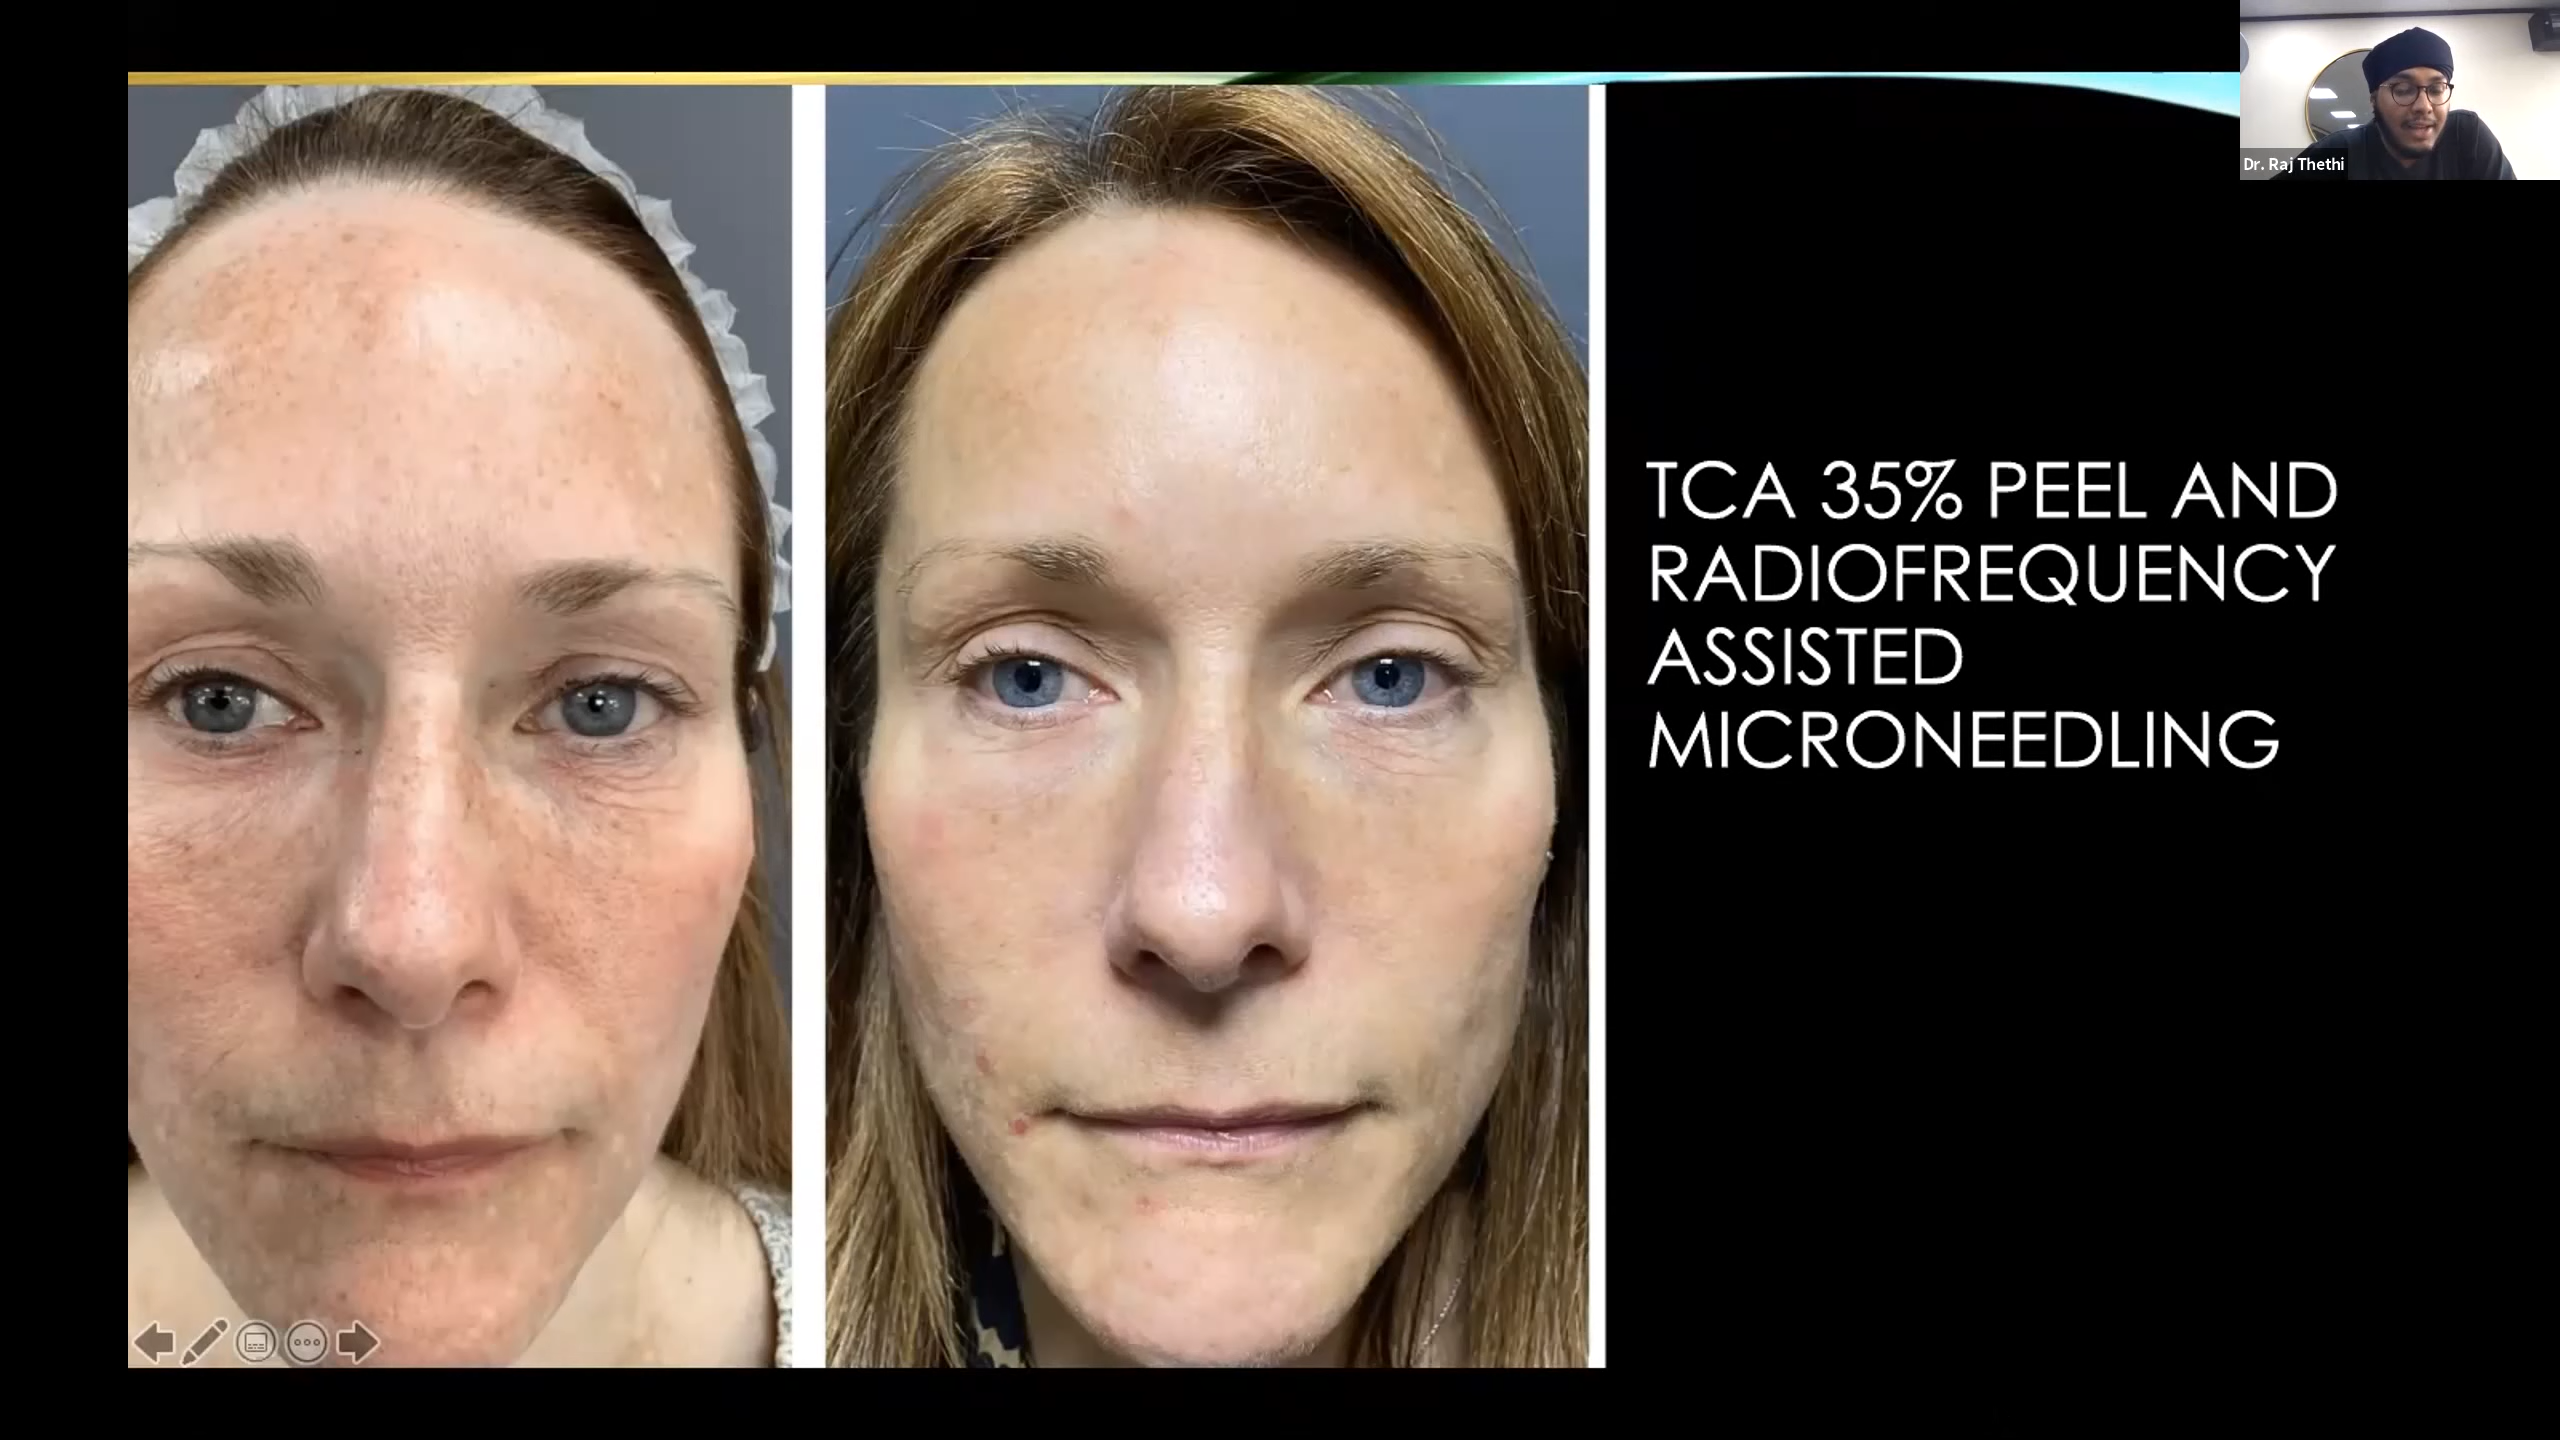 Dr. Raj Thethi
TCA 35% PEEL AND
RADIOFREQUENCY
ASSISTED
MICRONEEDLING